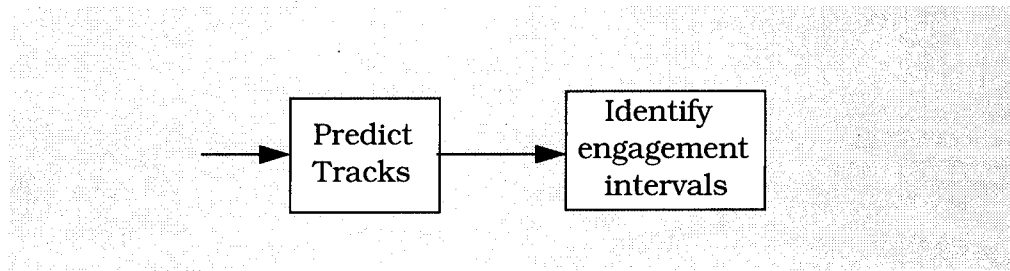 Predict
Tracks
Identify
engagement
intervals